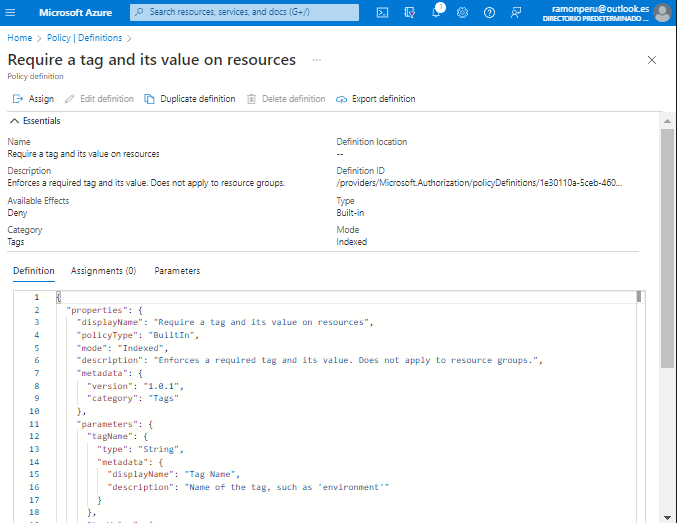 Microsoft Azure
Search resources, services, and docs (G+/)
1
ramonperu@outlook.es
DIRECTORIO PREDETERMINADO ...
Home > Policy | Definitions >
Require a tag and its value on resources ...
Policy definition
Assign Edit definition Duplicate definition Delete definition Export definition
Essentials
Name
Require a tag and its value on resources
Definition location
--
Description
Enforces a required tag and its value. Does not apply to resource groups.
Definition ID
/providers/Microsoft.Authorization/policyDefinitions/1e30110a-5ceb-460...
Available Effects
Deny
Type
Built-in
Category
Tags
Mode
Indexed
Definition Assignments (0) Parameters
1 {
2 "properties": {
3 "displayName": "Require a tag and its value on resources",
4 "policyType": "BuiltIn",
5 "mode": "Indexed",
6 "description": "Enforces a required tag and its value. Does not apply to resource groups.",
7 "metadata": {
8 "version": "1.0.1",
9 "category": "Tags"
10 },
11 "parameters": {
12 "tagName": {
13 "type": "String",
14 "metadata": {
15 "displayName": "Tag Name",
16 "description": "Name of the tag, such as 'environment'"
17 }
18 },